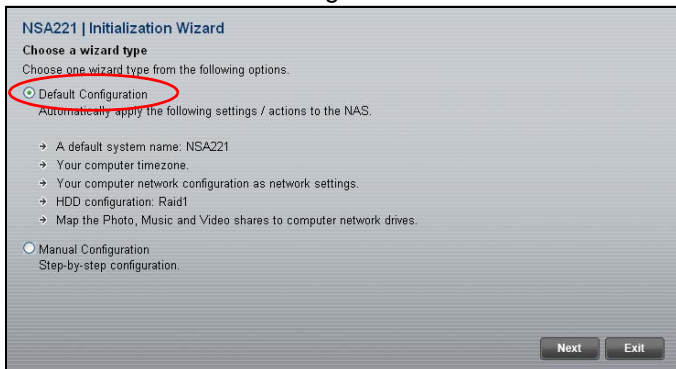 NSA221 | Initialization Wizard
Choose a wizard type
Choose one wizard type from the following options.
Default Configuration
Automatically apply the following settings / actions to the NAS.
→ A default system name: NSA221
→ Your computer timezone.
→ Your computer network configuration as network settings.
→ HDD configuration: Raid1
→ Map the Photo, Music and Video shares to computer network drives.
Manual Configuration
Step-by-step configuration.
Next Exit